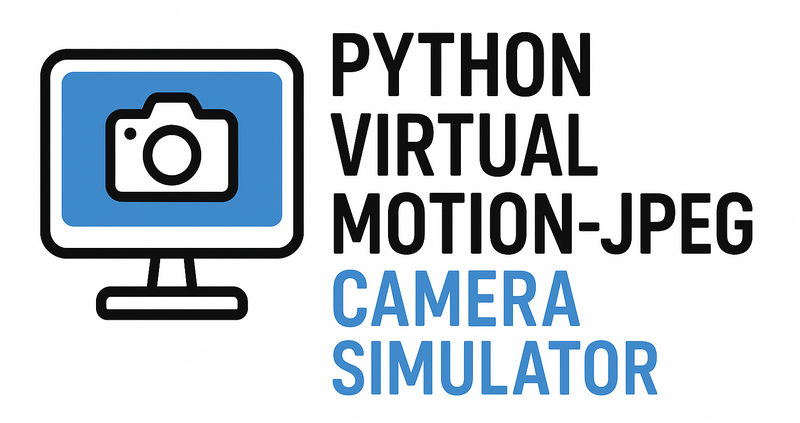 PYTHON
VIRTUAL
MOTION-JPEG
CAMERA
SIMULATOR